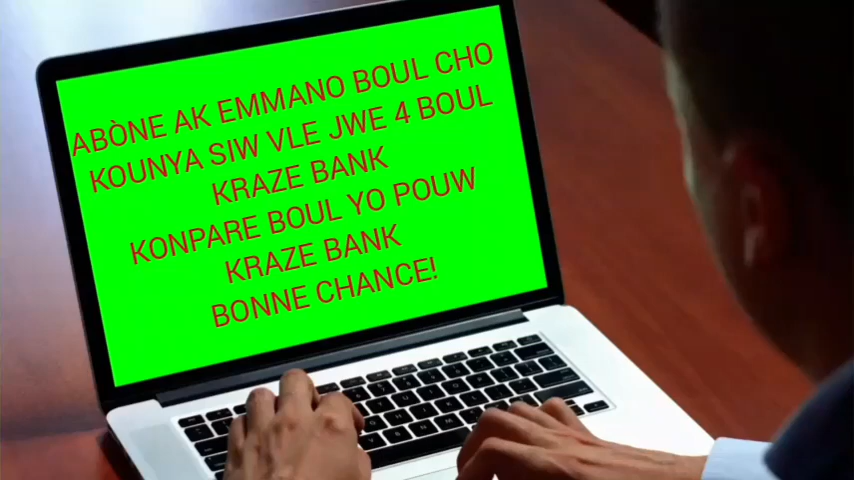 ABÒNE AK EMMANO BOUL CHO
KOUNYA SIW VLE JWE 4 BOUL
KRAZE BANK
KONPARE BOUL YO POUW
KRAZE BANK
BONNE CHANCE!